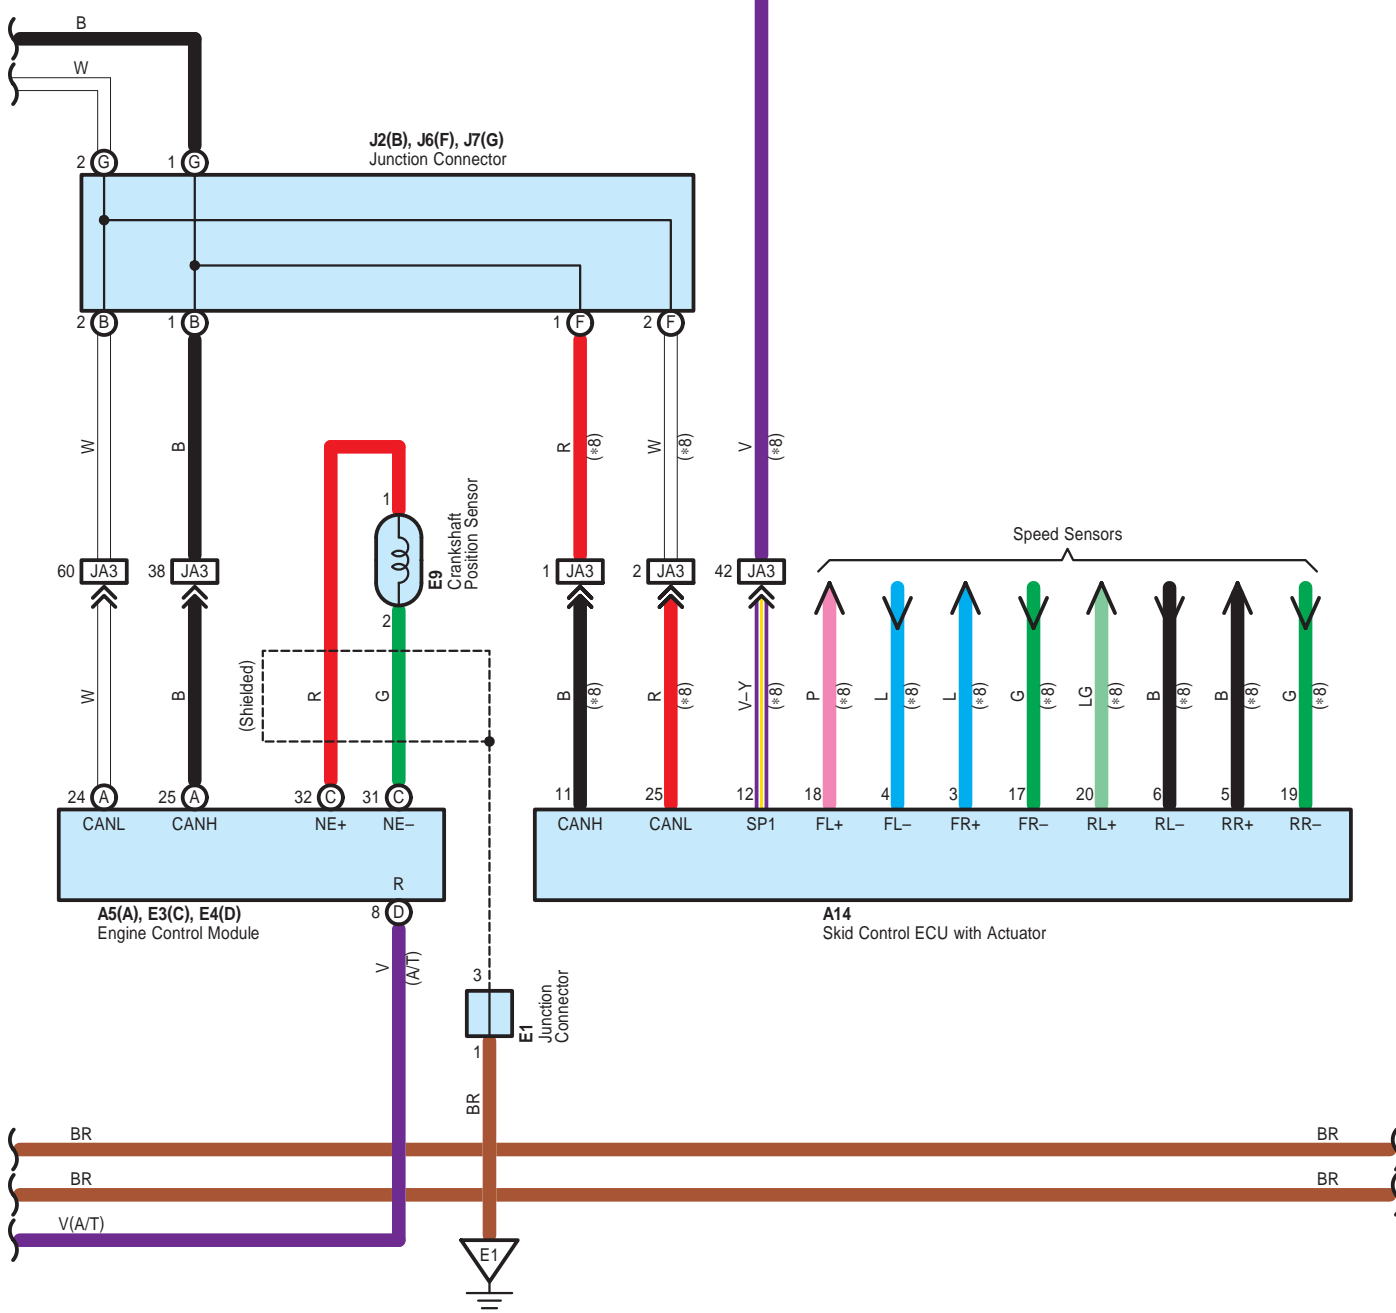 B
W
J2(B), J6(F), J7(G)
Junction Connector
2 G
1 G
2 B
1 B
1 F
2 F
W
B
R
(*8)
W
(*8)
V
(*8)
1
E9
Crankshaft
Position Sensor
2
Speed Sensors
60 JA3
38 JA3
1 JA3
2 JA3
42 JA3
(Shielded)
W
B
R
G
B
(*8)
R
(*8)
V–Y
(*8)
P
(*8)
L
(*8)
L
(*8)
G
(*8)
LG
(*8)
B
(*8)
B
(*8)
G
(*8)
24 A
25 A
32 C
31 C
11
25
12
18
4
3
17
20
6
5
19
CANL
CANH
NE+
NE–
CANH
CANL
SP1
FL+
FL–
FR+
FR–
RL+
RL–
RR+
RR–
R
8 D
A5(A), E3(C), E4(D)
Engine Control Module
A14
Skid Control ECU with Actuator
V
(A/T)
3
E1
Junction
Connector
1
BR
BR
BR
BR
BR
V(A/T)
E1